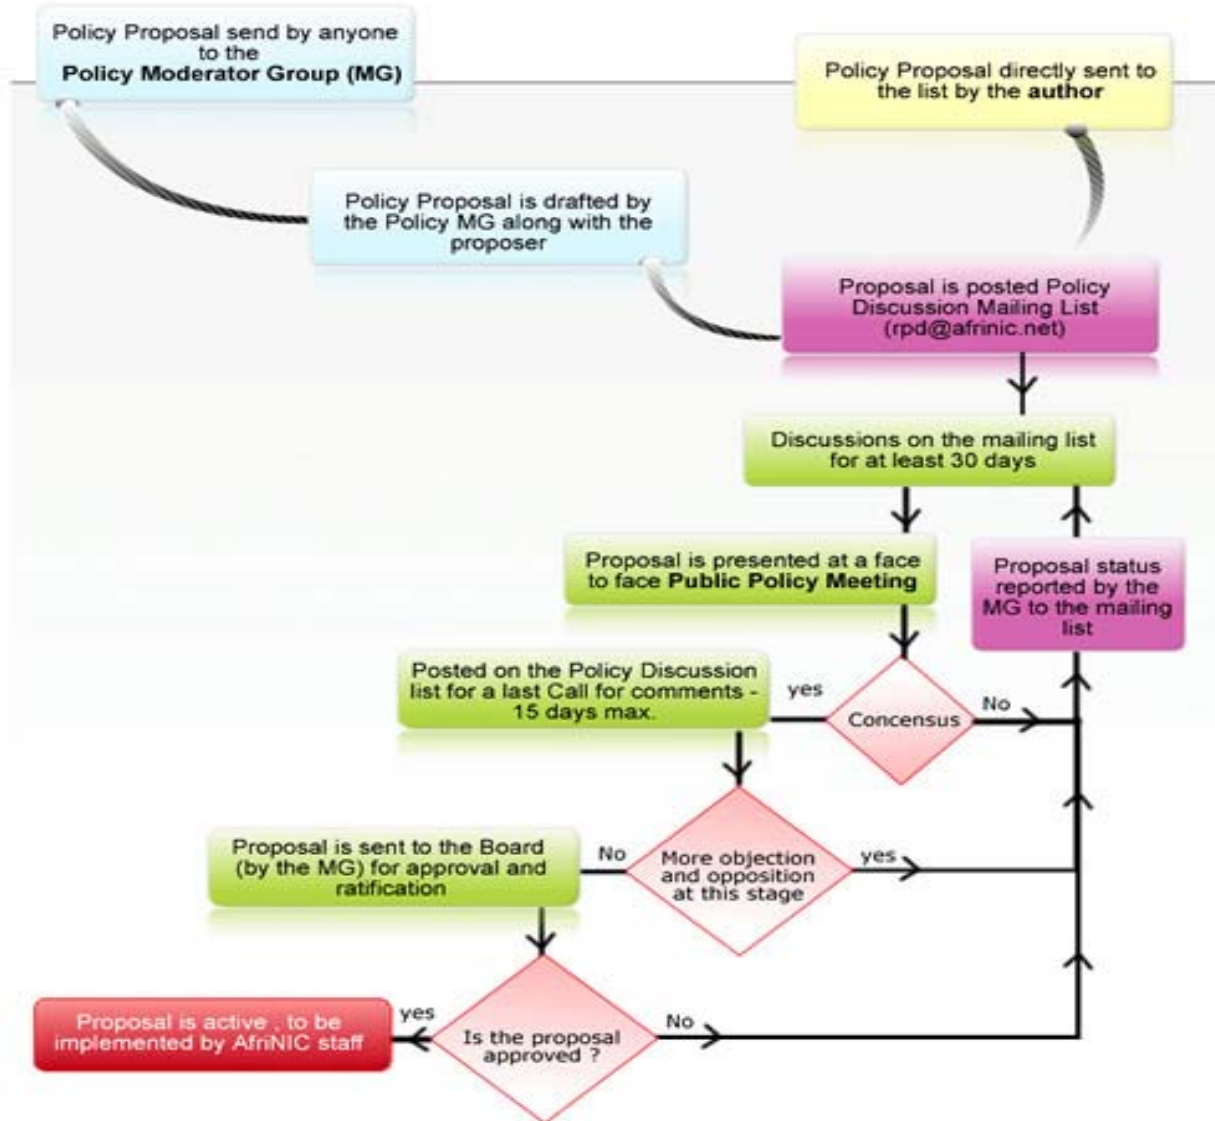 Policy Proposal send by anyone
to the
Policy Moderator Group (MG)
Policy Proposal directly sent to
the list by the author
Policy Proposal is drafted by
the Policy MG along with the
proposer
Proposal is posted Policy
Discussion Mailing List
(rpd@afrinic.net)
Discussions on the mailing list
for at least 30 days
Proposal is presented at a face
to face Public Policy Meeting
Proposal status
reported by the
MG to the mailing
list
Posted on the Policy Discussion
list for a last Call for comments -
15 days max.
yes
Concensus
No
Proposal is sent to the Board
(by the MG) for approval and
ratification
No
More objection
and opposition
at this stage
yes
Proposal is active , to be
implemented by AfriNIC staff
yes
Is the proposal
approved ?
No